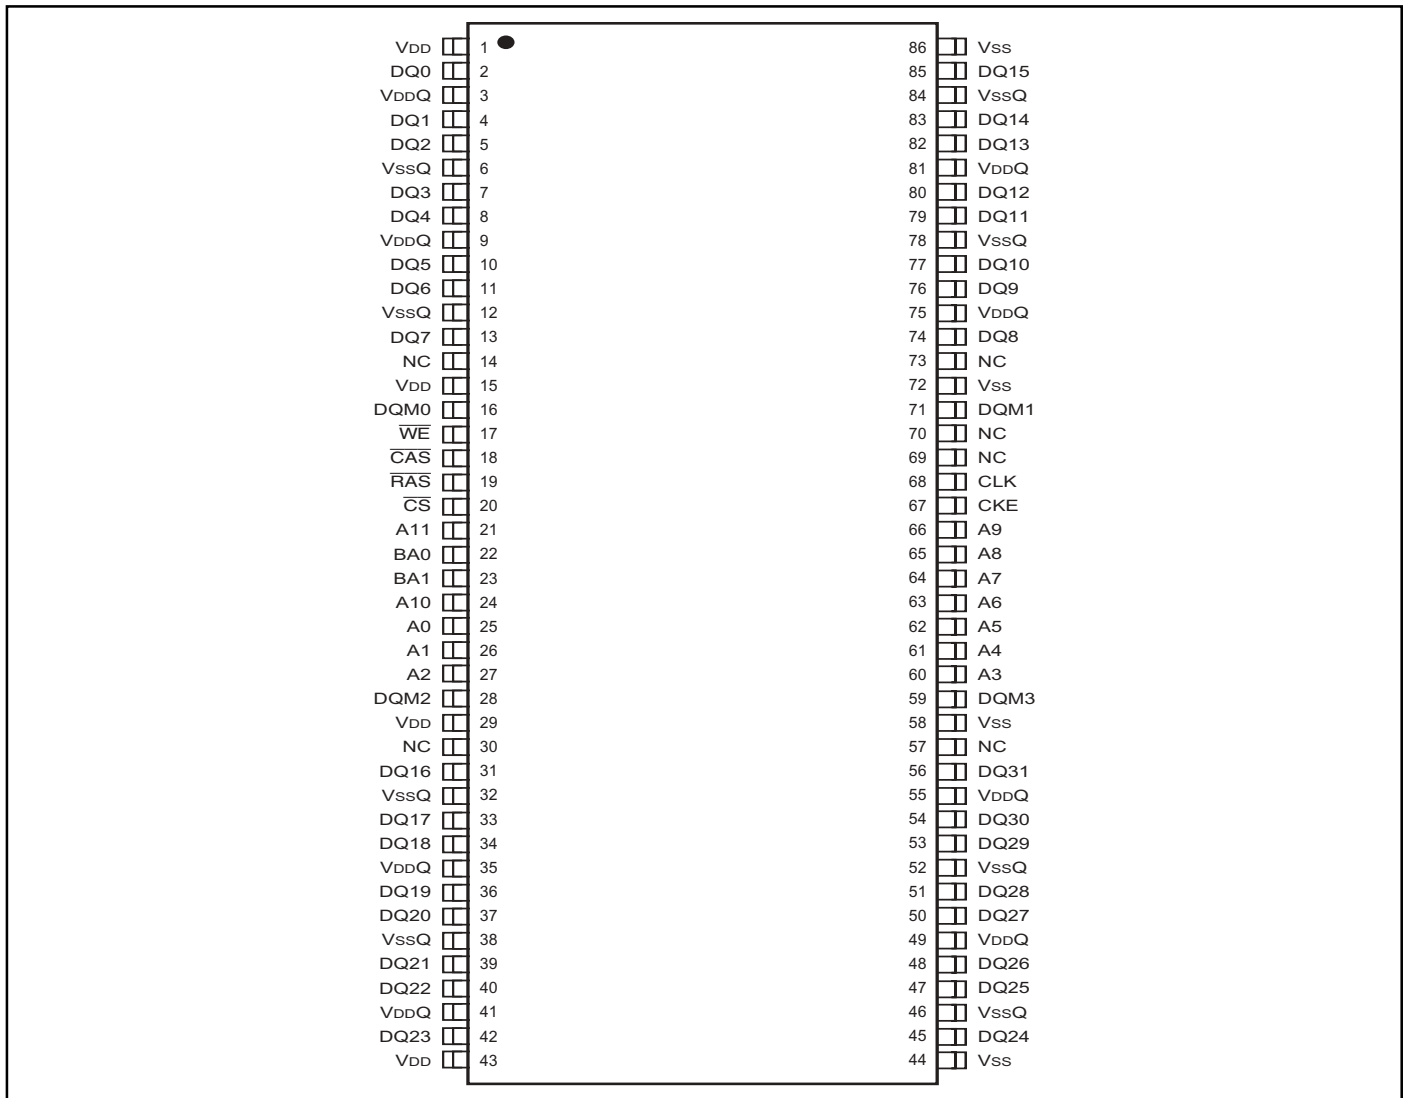 VDD 1 86 VSS
DQ0 2 85 DQ15
VDDQ 3 84 VSSQ
DQ1 4 83 DQ14
DQ2 5 82 DQ13
VSSQ 6 81 VDDQ
DQ3 7 80 DQ12
DQ4 8 79 DQ11
VDDQ 9 78 VSSQ
DQ5 10 77 DQ10
DQ6 11 76 DQ9
VSSQ 12 75 VDDQ
DQ7 13 74 DQ8
NC 14 73 NC
VDD 15 72 VSS
DQM0 16 71 DQM1
WE 17 70 NC
CAS 18 69 NC
RAS 19 68 CLK
CS 20 67 CKE
A11 21 66 A9
BA0 22 65 A8
BA1 23 64 A7
A10 24 63 A6
A0 25 62 A5
A1 26 61 A4
A2 27 60 A3
DQM2 28 59 DQM3
VDD 29 58 VSS
NC 30 57 NC
DQ16 31 56 DQ31
VSSQ 32 55 VDDQ
DQ17 33 54 DQ30
DQ18 34 53 DQ29
VDDQ 35 52 VSSQ
DQ19 36 51 DQ28
DQ20 37 50 DQ27
VSSQ 38 49 VDDQ
DQ21 39 48 DQ26
DQ22 40 47 DQ25
VDDQ 41 46 VSSQ
DQ23 42 45 DQ24
VDD 43 44 VSS